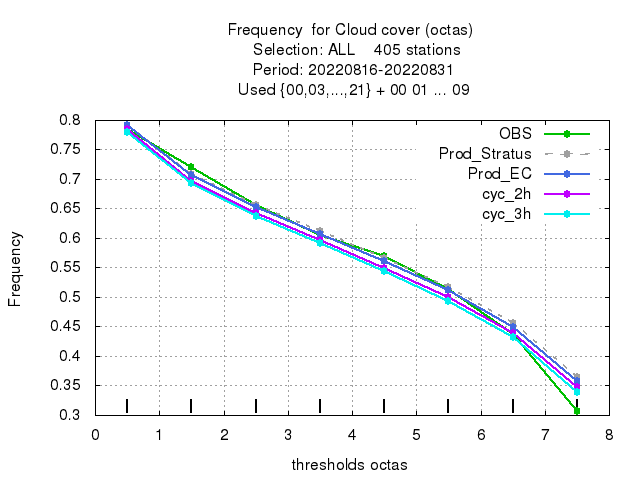 Frequency  for Cloud cover (octas)
Selection: ALL    405 stations
Period: 20220816-20220831
Used {00,03,...,21} + 00 01 ... 09
OBS
Prod_Stratus
Prod_EC
cyc_2h
cyc_3h
0.8
0.75
0.7
0.65
0.6
0.55
0.5
0.45
0.4
0.35
0.3
Frequency
0 1 2 3 4 5 6 7 8
thresholds octas